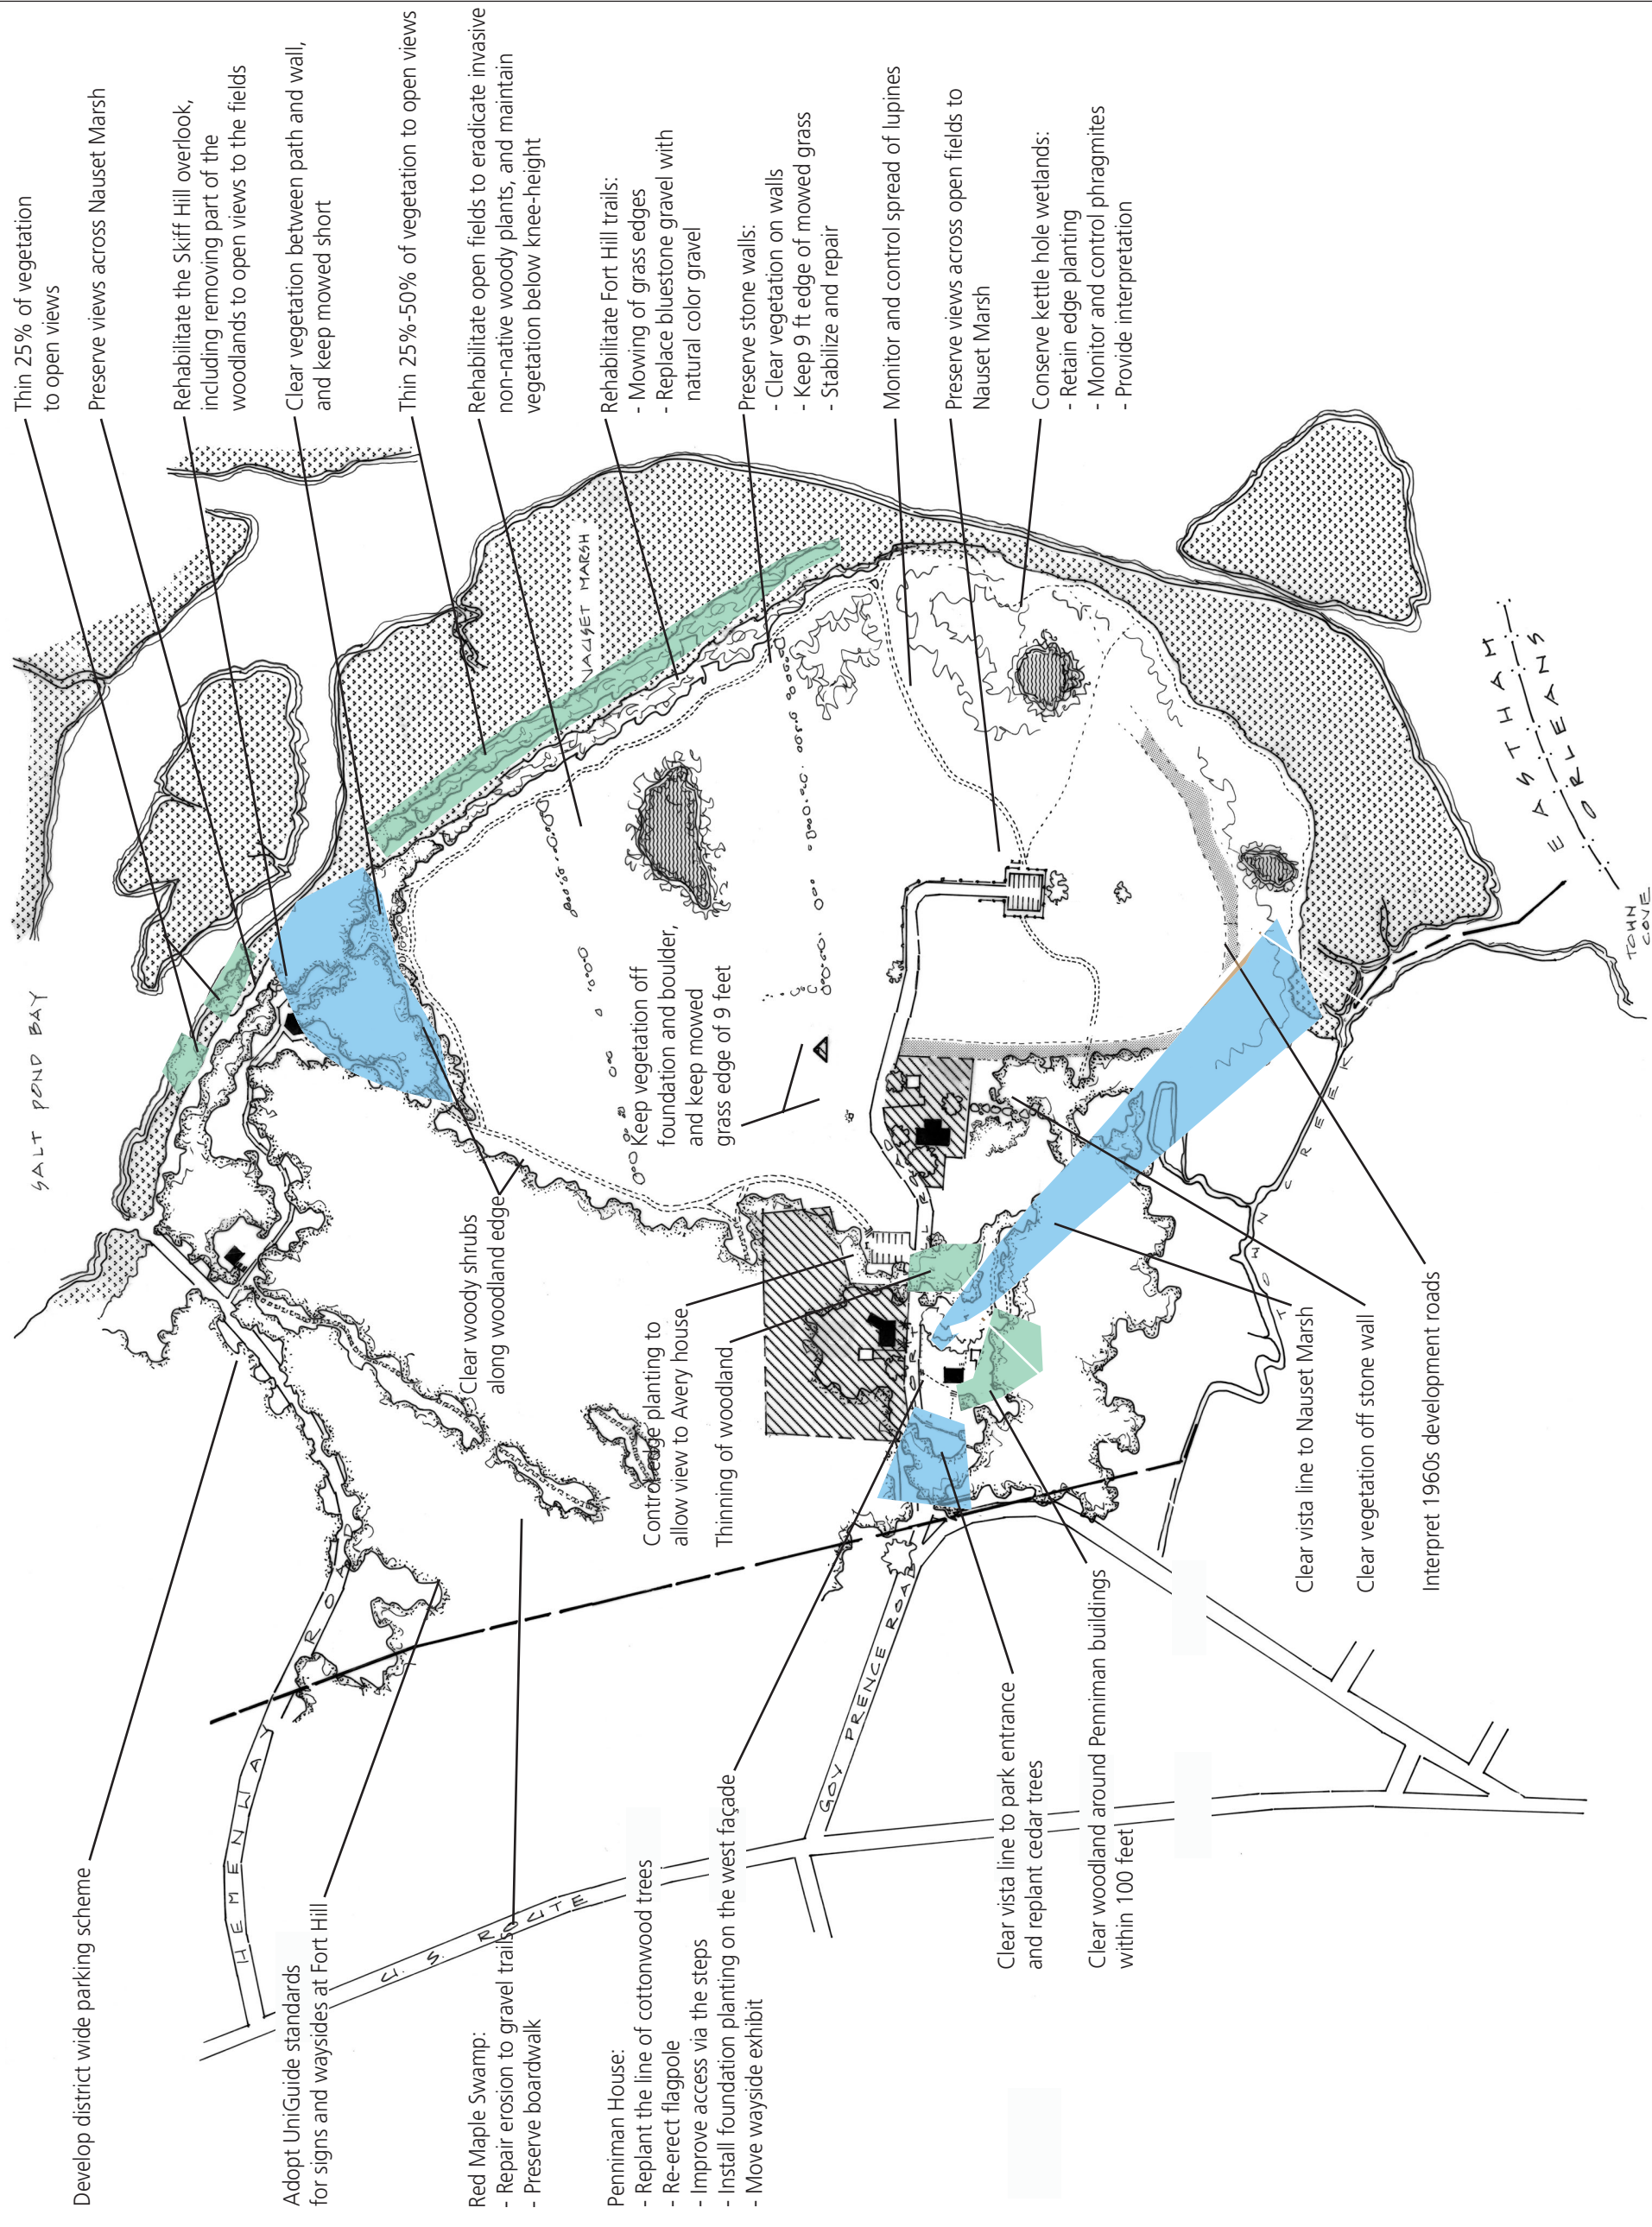 Develop district wide parking scheme
Adopt UniGuide standards
for signs and waysides at Fort Hill
Red Maple Swamp:
- Repair erosion to gravel trails
- Preserve boardwalk
Penniman House:
- Replant the line of cottonwood trees
- Re-erect flagpole
- Improve access via the steps
- Install foundation planting on the west façade
- Move wayside exhibit
Clear vista line to park entrance
and replant cedar trees
Clear woodland around Penniman buildings
within 100 feet
Clear vista line to Nauset Marsh
Clear vegetation off stone wall
Interpret 1960s development roads
Control edge planting to
allow view to Avery house
Thinning of woodland
Clear woody shrubs
along woodland edge
Keep vegetation off
foundation and boulder,
and keep mowed
grass edge of 9 feet
Thin 25% of vegetation
to open views
Preserve views across Nauset Marsh
Rehabilitate the Skiff Hill overlook,
including removing part of the
woodlands to open views to the fields
Clear vegetation between path and wall,
and keep mowed short
Thin 25%-50% of vegetation to open views
Rehabilitate open fields to eradicate invasive
non-native woody plants, and maintain
vegetation below knee-height
Rehabilitate Fort Hill trails:
- Mowing of grass edges
- Replace bluestone gravel with
natural color gravel
Preserve stone walls:
- Clear vegetation on walls
- Keep 9 ft edge of mowed grass
- Stabilize and repair
Monitor and control spread of lupines
Preserve views across open fields to
Nauset Marsh
Conserve kettle hole wetlands:
- Retain edge planting
- Monitor and control phragmites
- Provide interpretation
SALT POND BAY
NAUSET MARSH
HEMENWAY RO
U.S. ROUTE
GOV PRENCE ROAD
CREEK
EASTHAM
ORLEANS
TOWN
COVE